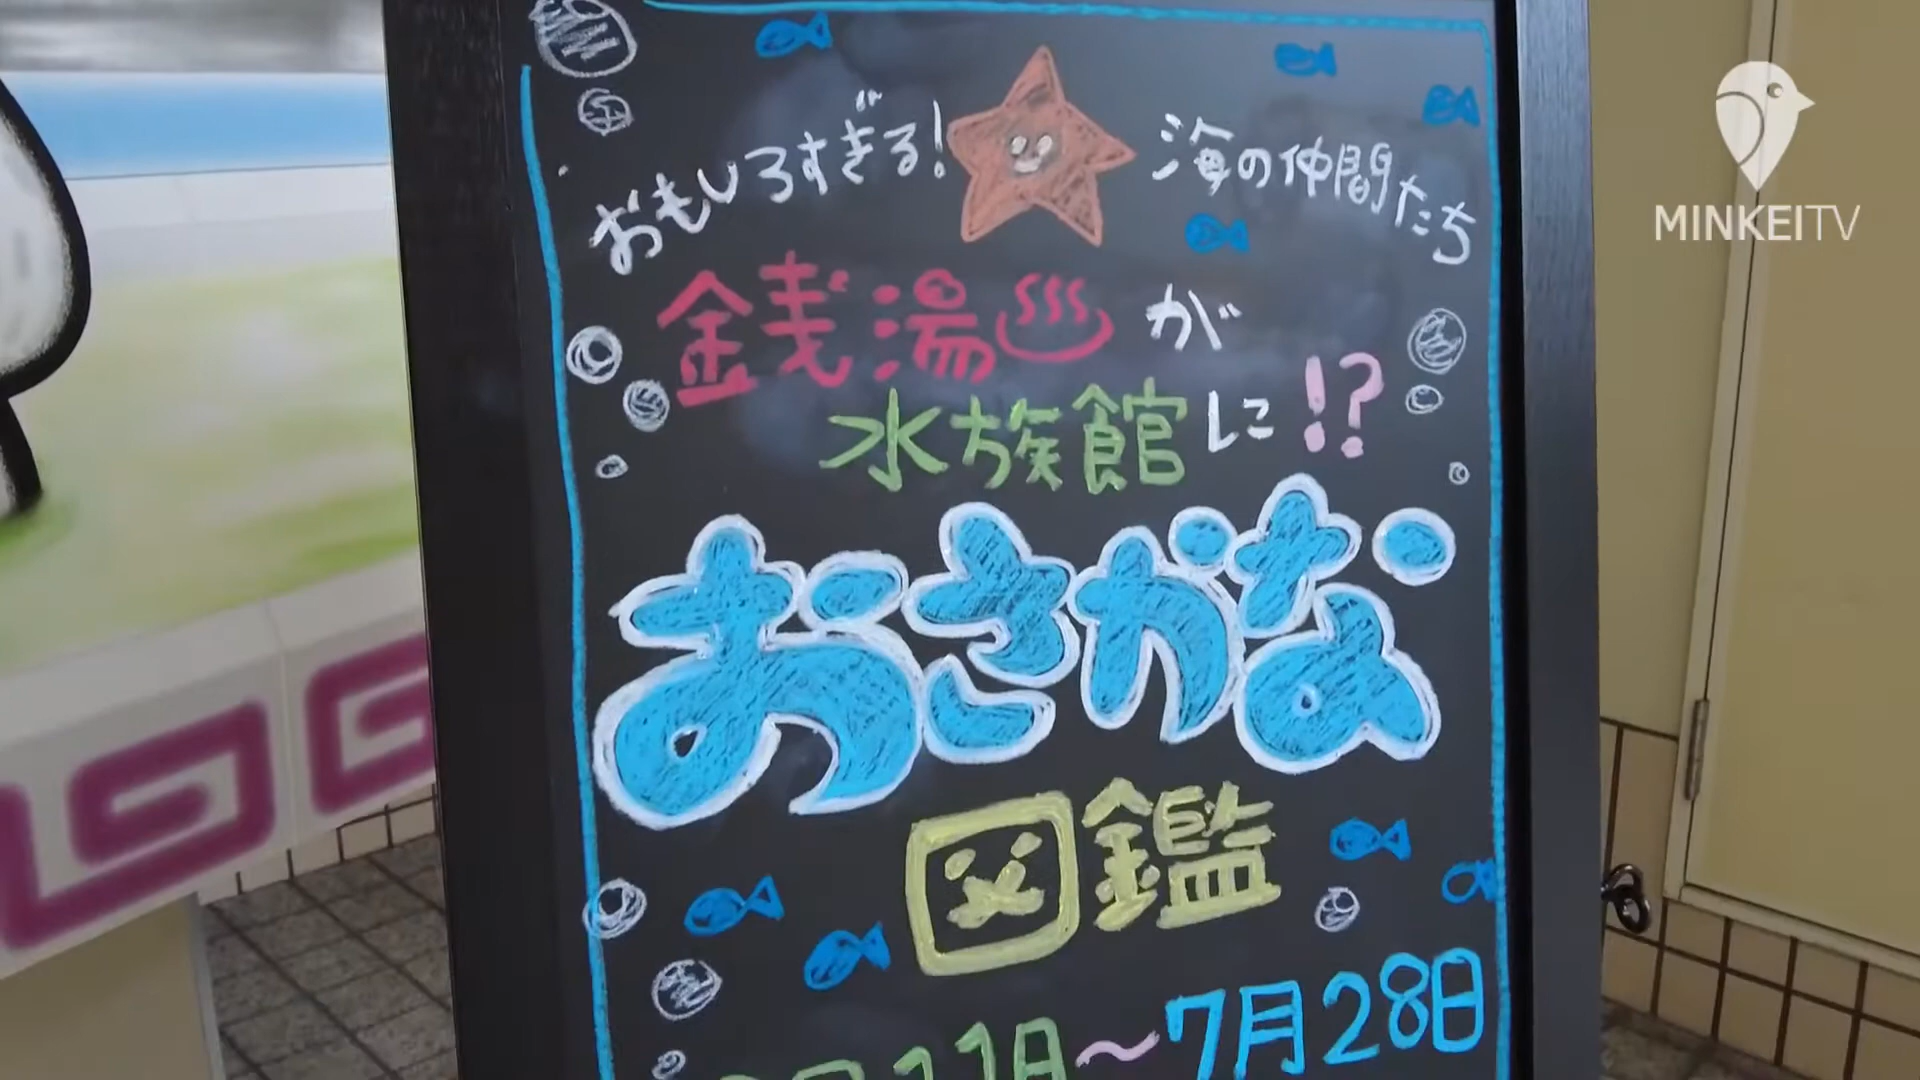 おもしろすぎる！ 海の仲間たち
銭湯♨が
水族館に!?
おさかな
図鑑
11日〜7月28日
MINKEITV